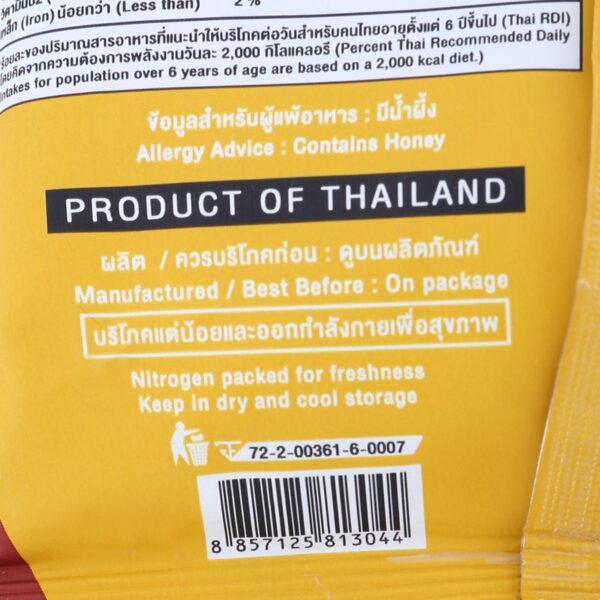 (Iron) น้อยกว่า (Less than) 2 %
ร้อยละของปริมาณสารอาหารที่แนะนำให้บริโภคต่อวันสำหรับคนไทยอายุตั้งแต่ 6 ปีขึ้นไป (Thai RDI)
โดยคิดจากความต้องการพลังงานวันละ 2,000 กิโลแคลอรี (Percent Thai Recommended Daily
Intakes for population over 6 years of age are based on a 2,000 kcal diet.)
ข้อมูลสำหรับผู้แพ้อาหาร : มีน้ำผึ้ง
Allergy Advice : Contains Honey
PRODUCT OF THAILAND
ผลิต / ควรบริโภคก่อน : ดูบนผลิตภัณฑ์
Manufactured / Best Before : On package
บริโภคแต่น้อยและออกกำลังกายเพื่อสุขภาพ
Nitrogen packed for freshness
Keep in dry and cool storage
72-2-00361-6-0007
8 857125 813044